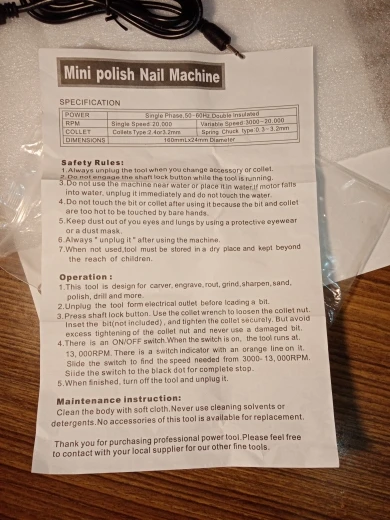 Mini polish Nail Machine
SPECIFICATION
POWER Single Phase,50-60Hz,Double Insulated
RPM Single Speed:20,000 Variable Speed:3000-20,000
COLLET Collets Type:2.4or3.2mm Spring Chuck type:0.3-3.2mm
DIMENSIONS 160mmLx24mm Diameter
Safety Rules:
1.Always unplug the tool when you change accessory or collet.
2.Do not engage the shaft lock button while the tool is running.
3.Do not use the machine near water or place it in water.If motor falls
into water, unplug it immediately and do not touch the water.
4.Do not touch the bit or collet after using it because the bit and collet
are too hot to be touched by bare hands.
5.Keep dust out of you eyes and lungs by using a protective eyewear
or a dust mask.
6.Always "unplug it" after using the machine.
7.When not used,tool must be stored in a dry place and kept beyond
the reach of children.
Operation :
1.This tool is design for carver, engrave, rout, grind,sharpen,sand,
polish, drill and more.
2.Unplug the tool form electrical outlet before loading a bit.
3.Press shaft lock button. Use the collet wrench to loosen the collet nut.
Inset the bit(not included), and tighten the collet securely. But avoid
excess tightening of the collet nut and never use a damaged bit.
4.There is an ON/OFF switch.When the switch is on, the tool runs at.
13,000RPM. There is a switch indicator with an orange line on it.
Slide the switch to find the speed needed from 3000-13,000RPM.
Slide the switch to the black dot for complete stop.
5.When finished, turn off the tool and unplug it.
Maintenance instruction:
Clean the body with soft cloth.Never use cleaning solvents or
detergents.No accessories of this tool is available for replacement.
Thank you for purchasing professional power tool.Please feel free
to contact with your local supplier for our other fine tools.